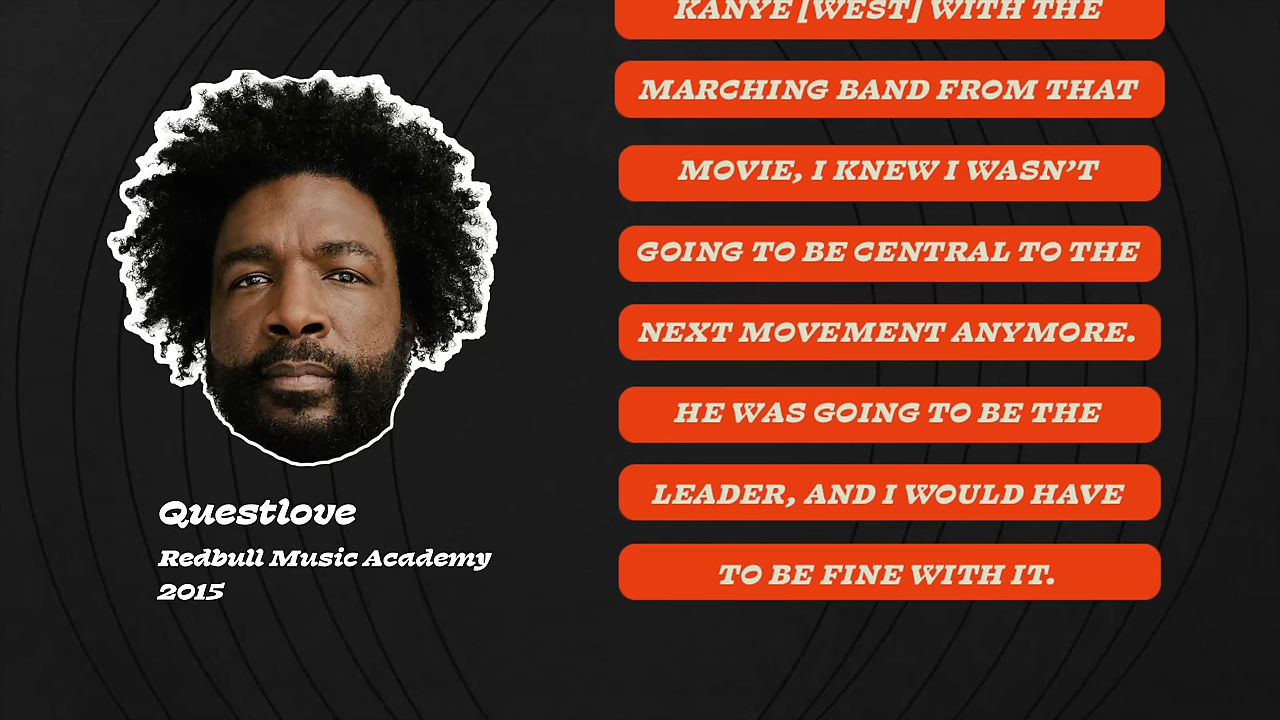 KANYE [WEST] WITH THE
MARCHING BAND FROM THAT
MOVIE, I KNEW I WASN’T
GOING TO BE CENTRAL TO THE
NEXT MOVEMENT ANYMORE.
HE WAS GOING TO BE THE
LEADER, AND I WOULD HAVE
TO BE FINE WITH IT.
Questlove
Redbull Music Academy
2015